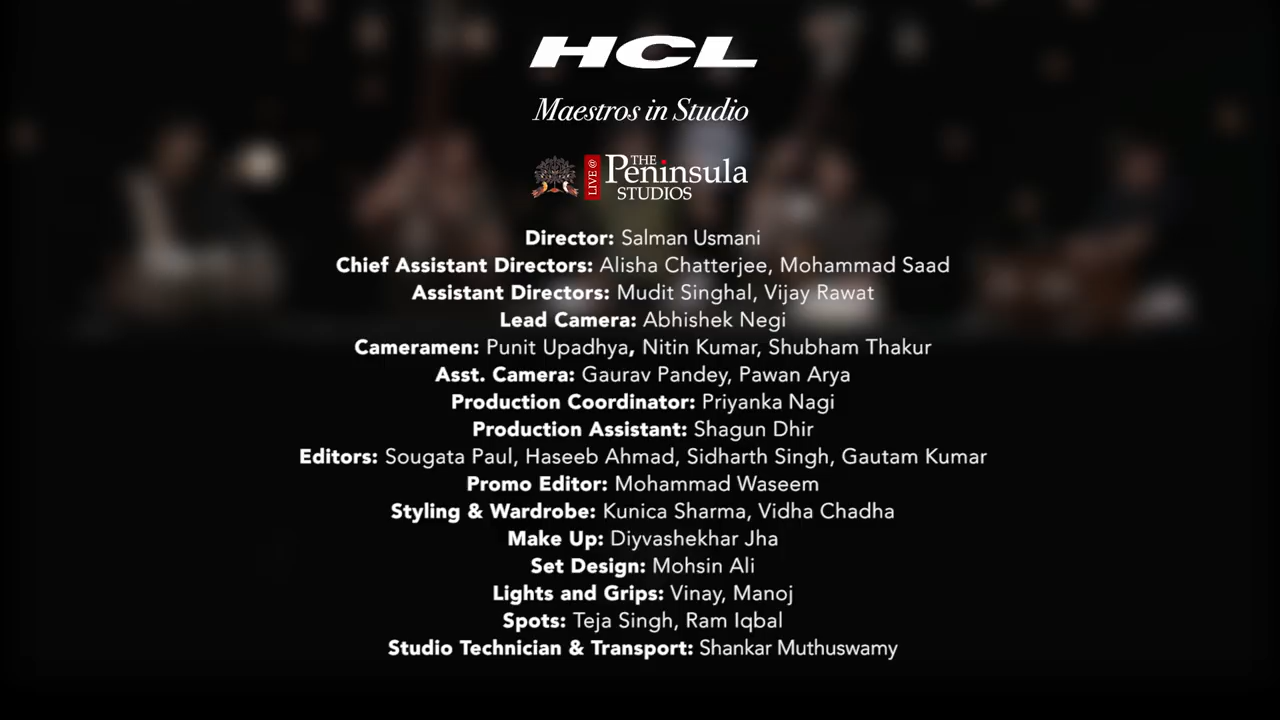 HCL
Maestros in Studio
LIVE @ THE Peninsula STUDIOS
Director: Salman Usmani
Chief Assistant Directors: Alisha Chatterjee, Mohammad Saad
Assistant Directors: Mudit Singhal, Vijay Rawat
Lead Camera: Abhishek Negi
Cameramen: Punit Upadhya, Nitin Kumar, Shubham Thakur
Asst. Camera: Gaurav Pandey, Pawan Arya
Production Coordinator: Priyanka Nagi
Production Assistant: Shagun Dhir
Editors: Sougata Paul, Haseeb Ahmad, Sidharth Singh, Gautam Kumar
Promo Editor: Mohammad Waseem
Styling & Wardrobe: Kunica Sharma, Vidha Chadha
Make Up: Diyvashekhar Jha
Set Design: Mohsin Ali
Lights and Grips: Vinay, Manoj
Spots: Teja Singh, Ram Iqbal
Studio Technician & Transport: Shankar Muthuswamy